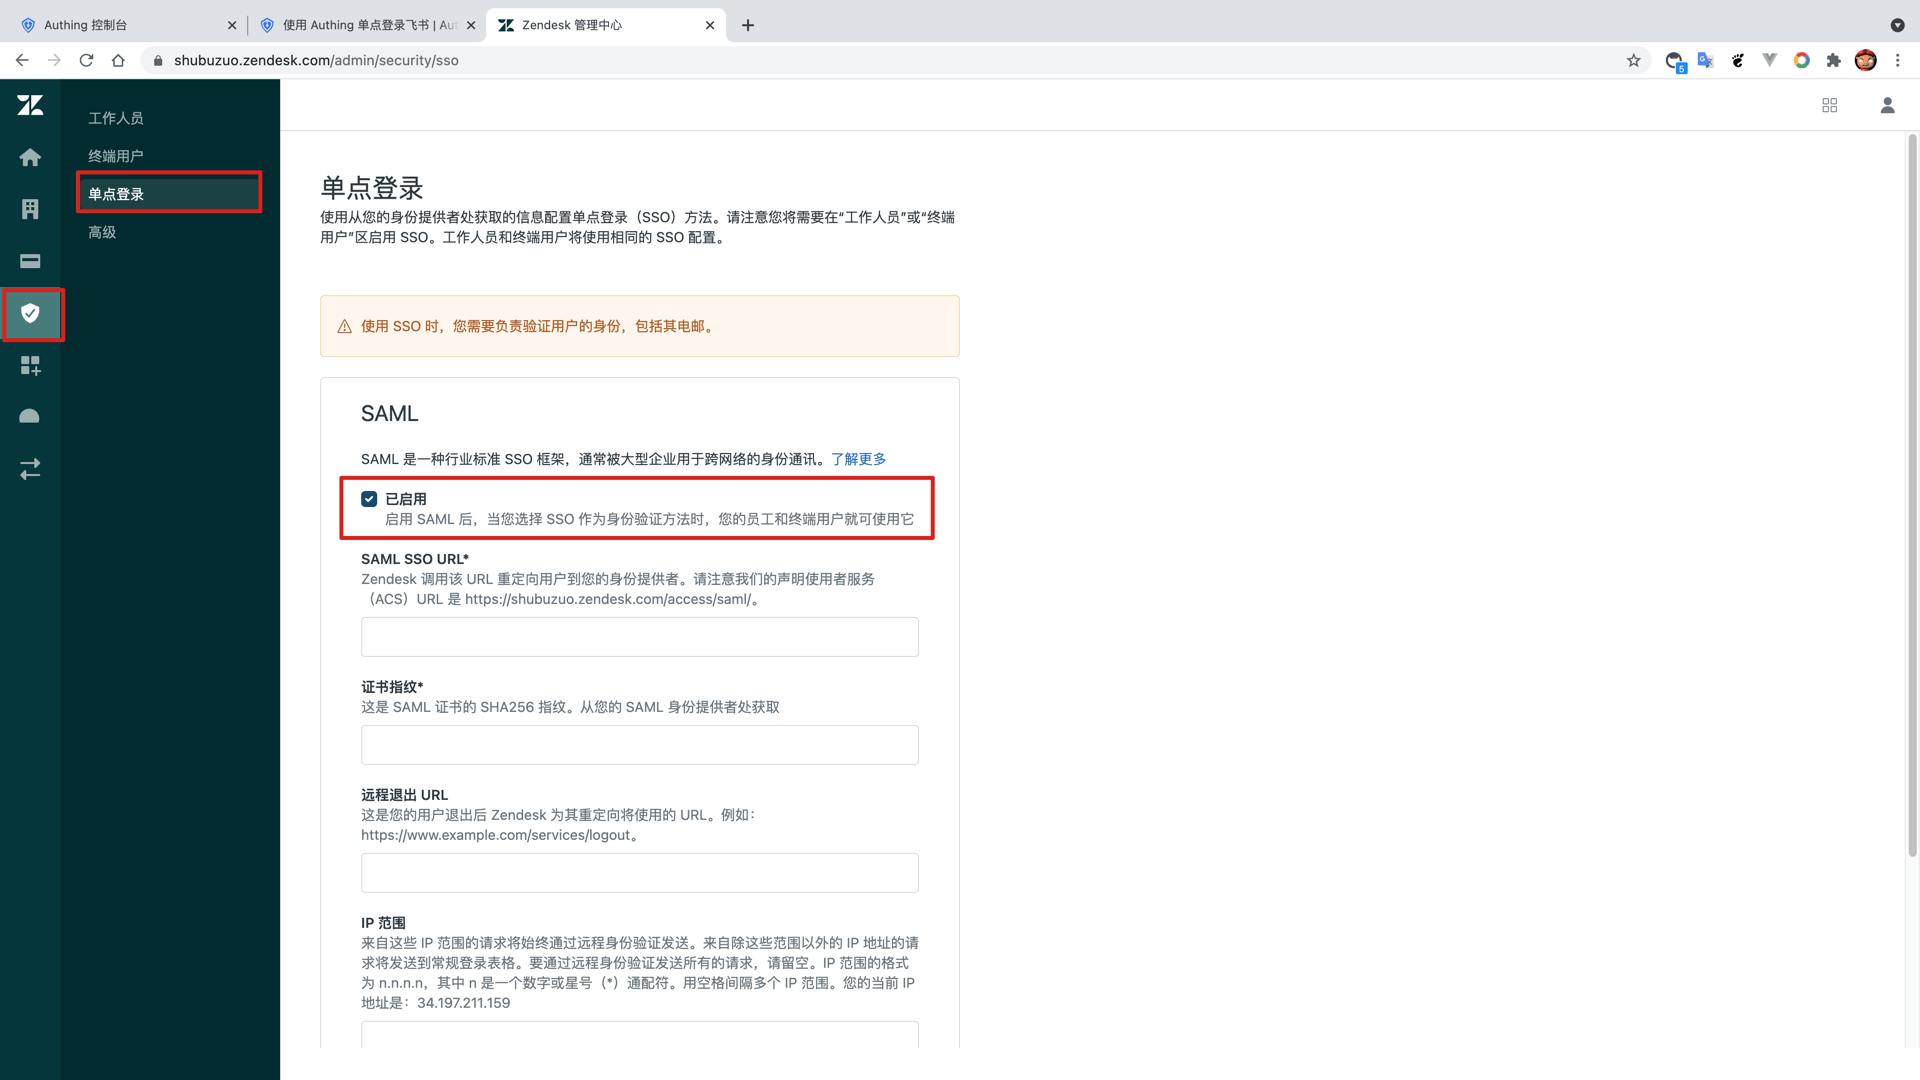 Authing 控制台
使用 Authing 单点登录飞书 | Au
Zendesk 管理中心
shubuzuo.zendesk.com/admin/security/sso
5
工作人员
终端用户
单点登录
高级
单点登录
使用从您的身份提供者处获取的信息配置单点登录（SSO）方法。请注意您将需要在“工作人员”或“终端
用户”区启用 SSO。工作人员和终端用户将使用相同的 SSO 配置。
使用 SSO 时，您需要负责验证用户的身份，包括其电邮。
SAML
SAML 是一种行业标准 SSO 框架，通常被大型企业用于跨网络的身份通讯。了解更多
已启用
启用 SAML 后，当您选择 SSO 作为身份验证方法时，您的员工和终端用户就可使用它
SAML SSO URL*
Zendesk 调用该 URL 重定向用户到您的身份提供者。请注意我们的声明使用者服务
（ACS）URL 是 https://shubuzuo.zendesk.com/access/saml/。
证书指纹*
这是 SAML 证书的 SHA256 指纹。从您的 SAML 身份提供者处获取
远程退出 URL
这是您的用户退出后 Zendesk 为其重定向将使用的 URL。例如：
https://www.example.com/services/logout。
IP 范围
来自这些 IP 范围的请求将始终通过远程身份验证发送。来自除这些范围以外的 IP 地址的请
求将发送到常规登录表格。要通过远程身份验证发送所有的请求，请留空。IP 范围的格式
为 n.n.n.n，其中 n 是一个数字或星号（*）通配符。用空格间隔多个 IP 范围。您的当前 IP
地址是：34.197.211.159